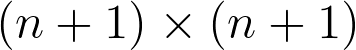 (n + 1) × (n + 1)